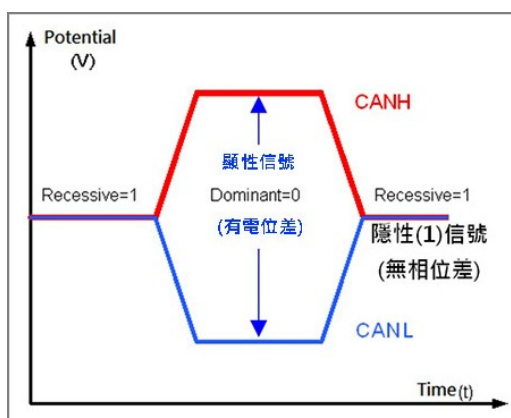 Potential
(V)
CANH
顯性信號
Recessive=1
Dominant=0
Recessive=1
(有電位差)
隱性(1)信號
(無相位差)
CANL
Time(t)